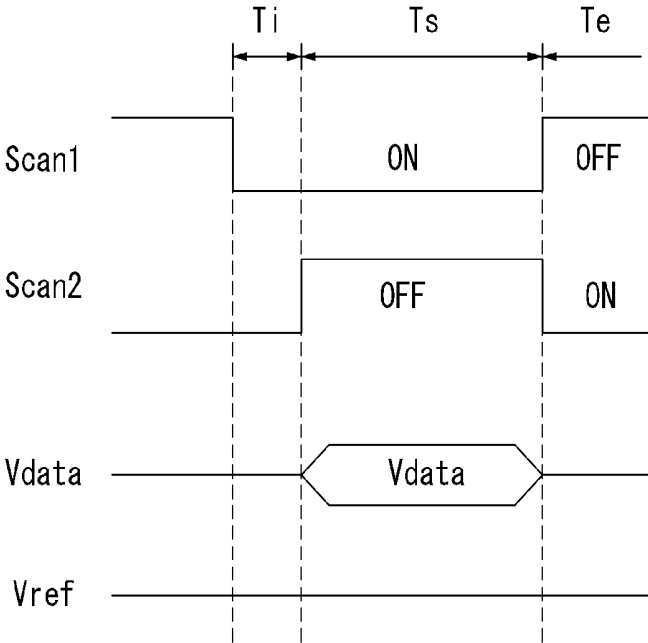 Ti Ts Te
Scan1 ON OFF
Scan2 OFF ON
Vdata Vdata
Vref